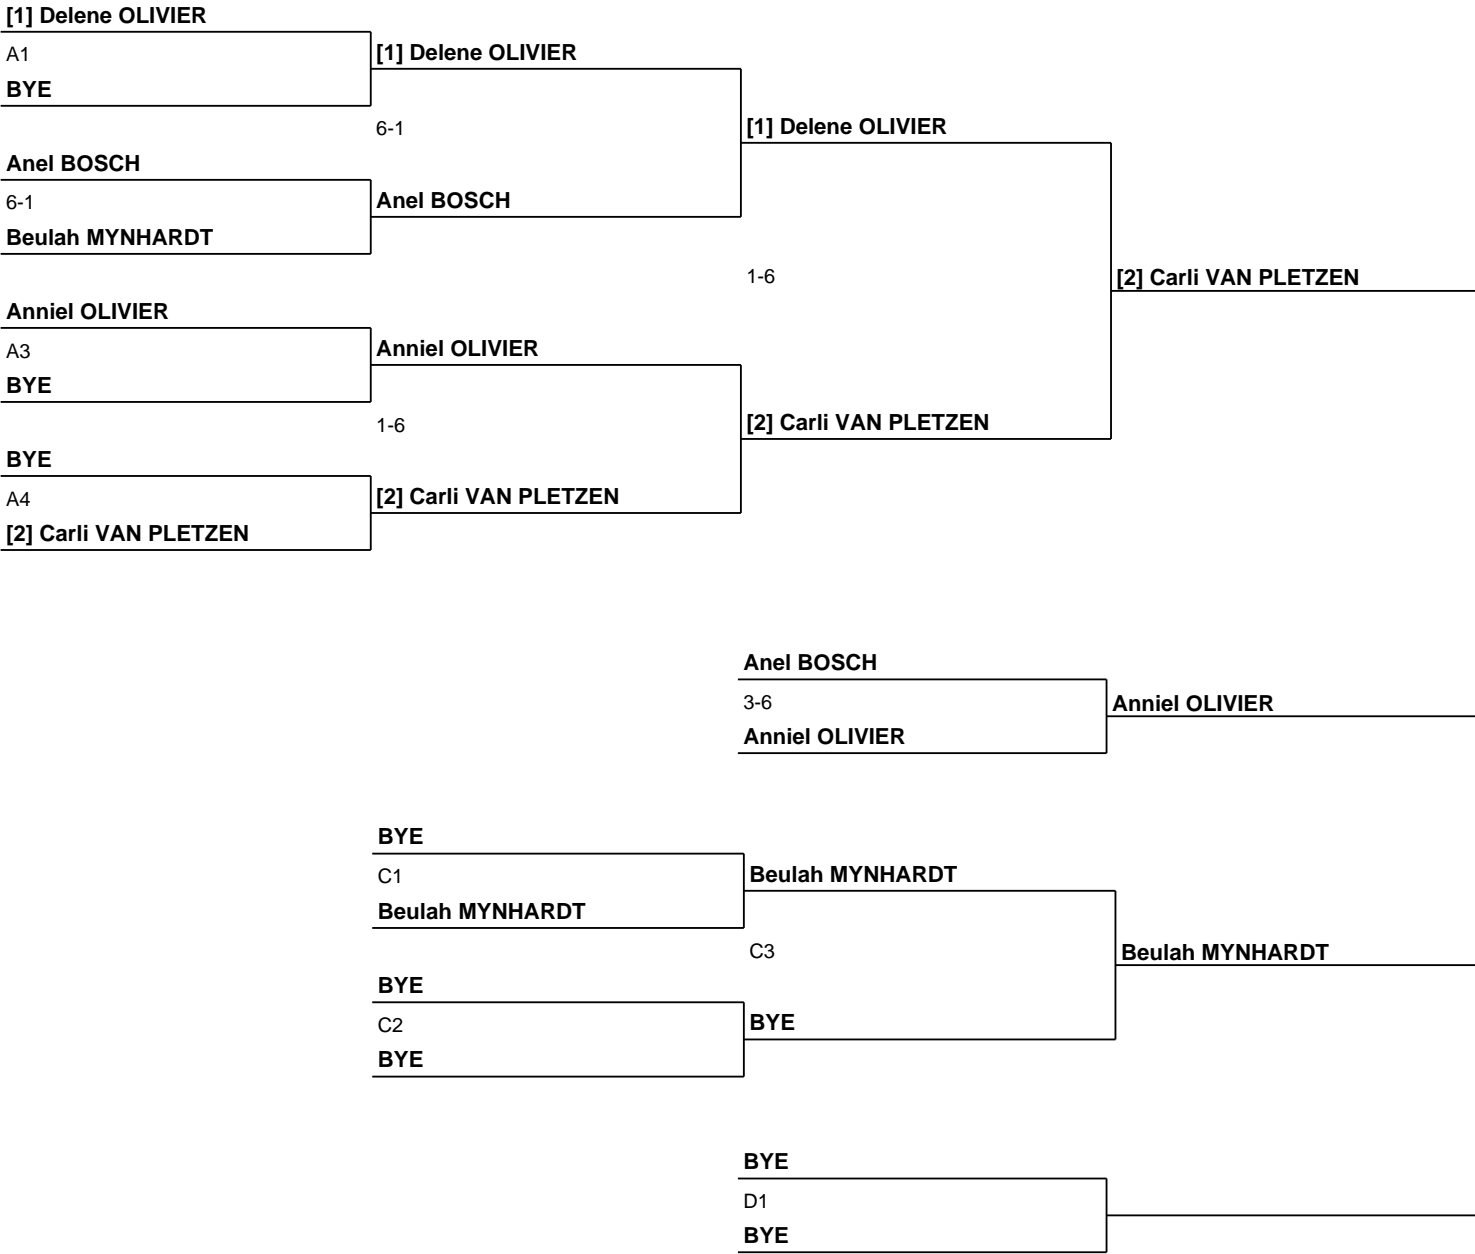 [1] Delene OLIVIER
A1
[1] Delene OLIVIER
BYE
6-1
[1] Delene OLIVIER
Anel BOSCH
6-1
Anel BOSCH
Beulah MYNHARDT
1-6
[2] Carli VAN PLETZEN
Anniel OLIVIER
A3
Anniel OLIVIER
BYE
1-6
[2] Carli VAN PLETZEN
BYE
A4
[2] Carli VAN PLETZEN
[2] Carli VAN PLETZEN
Anel BOSCH
3-6
Anniel OLIVIER
Anniel OLIVIER
BYE
C1
Beulah MYNHARDT
Beulah MYNHARDT
C3
Beulah MYNHARDT
BYE
C2
BYE
BYE
BYE
D1
BYE